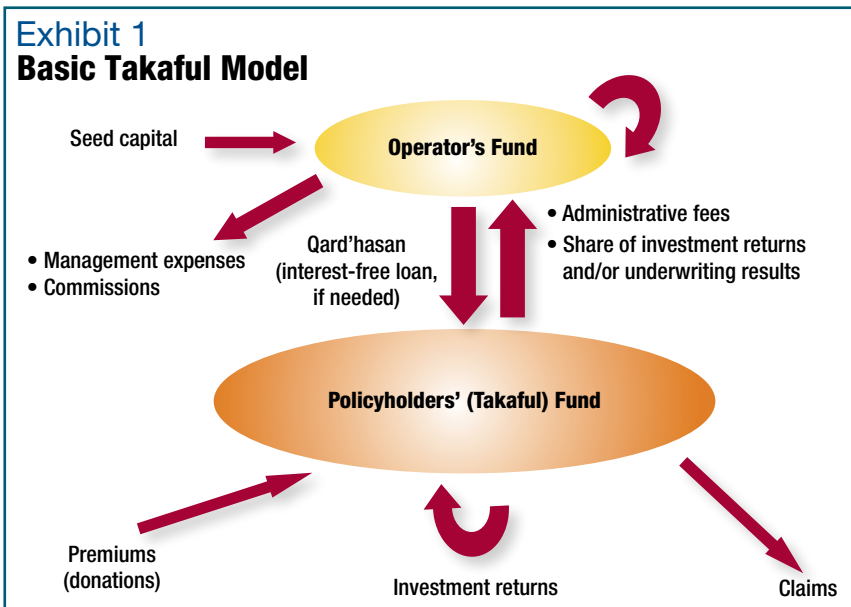 Exhibit 1
Basic Takaful Model
Seed capital
Operator's Fund
• Management expenses
• Commissions
Qard'hasan
(interest-free loan,
if needed)
• Administrative fees
• Share of investment returns
and/or underwriting results
Policyholders' (Takaful) Fund
Premiums
(donations)
Investment returns
Claims